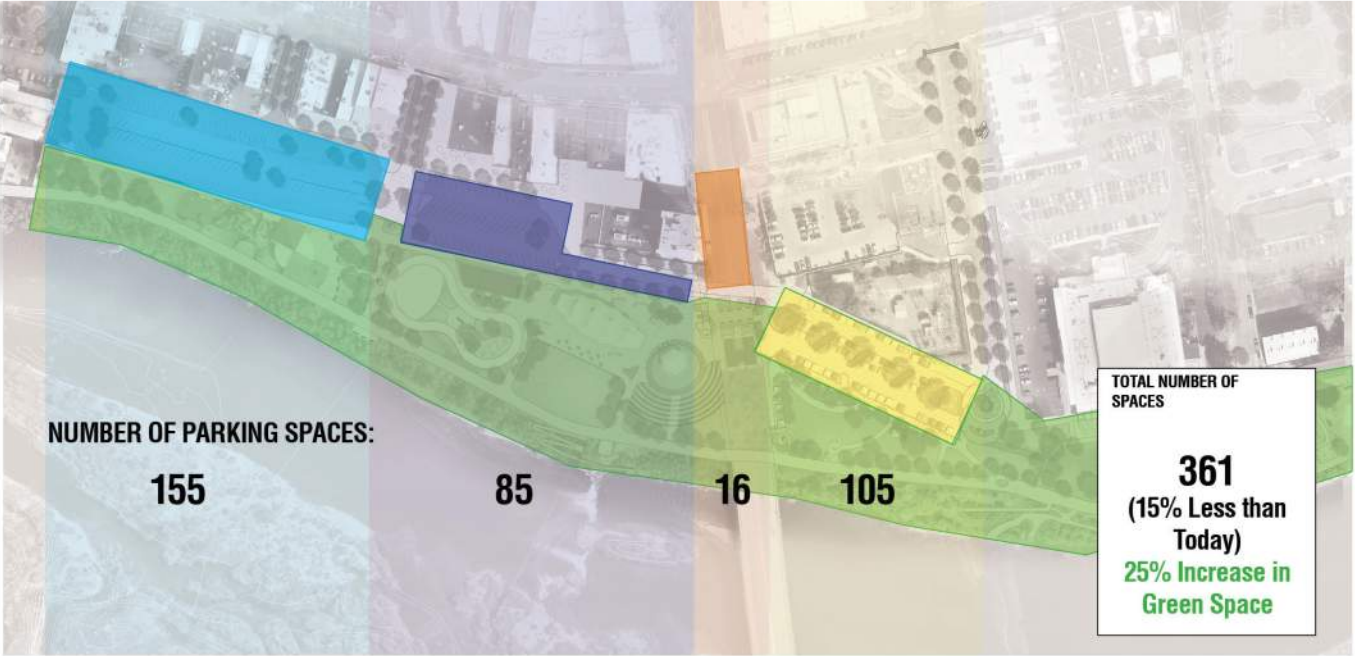 NUMBER OF PARKING SPACES:
155
85
16
105
TOTAL NUMBER OF
SPACES
361
(15% Less than
Today)
25% Increase in
Green Space